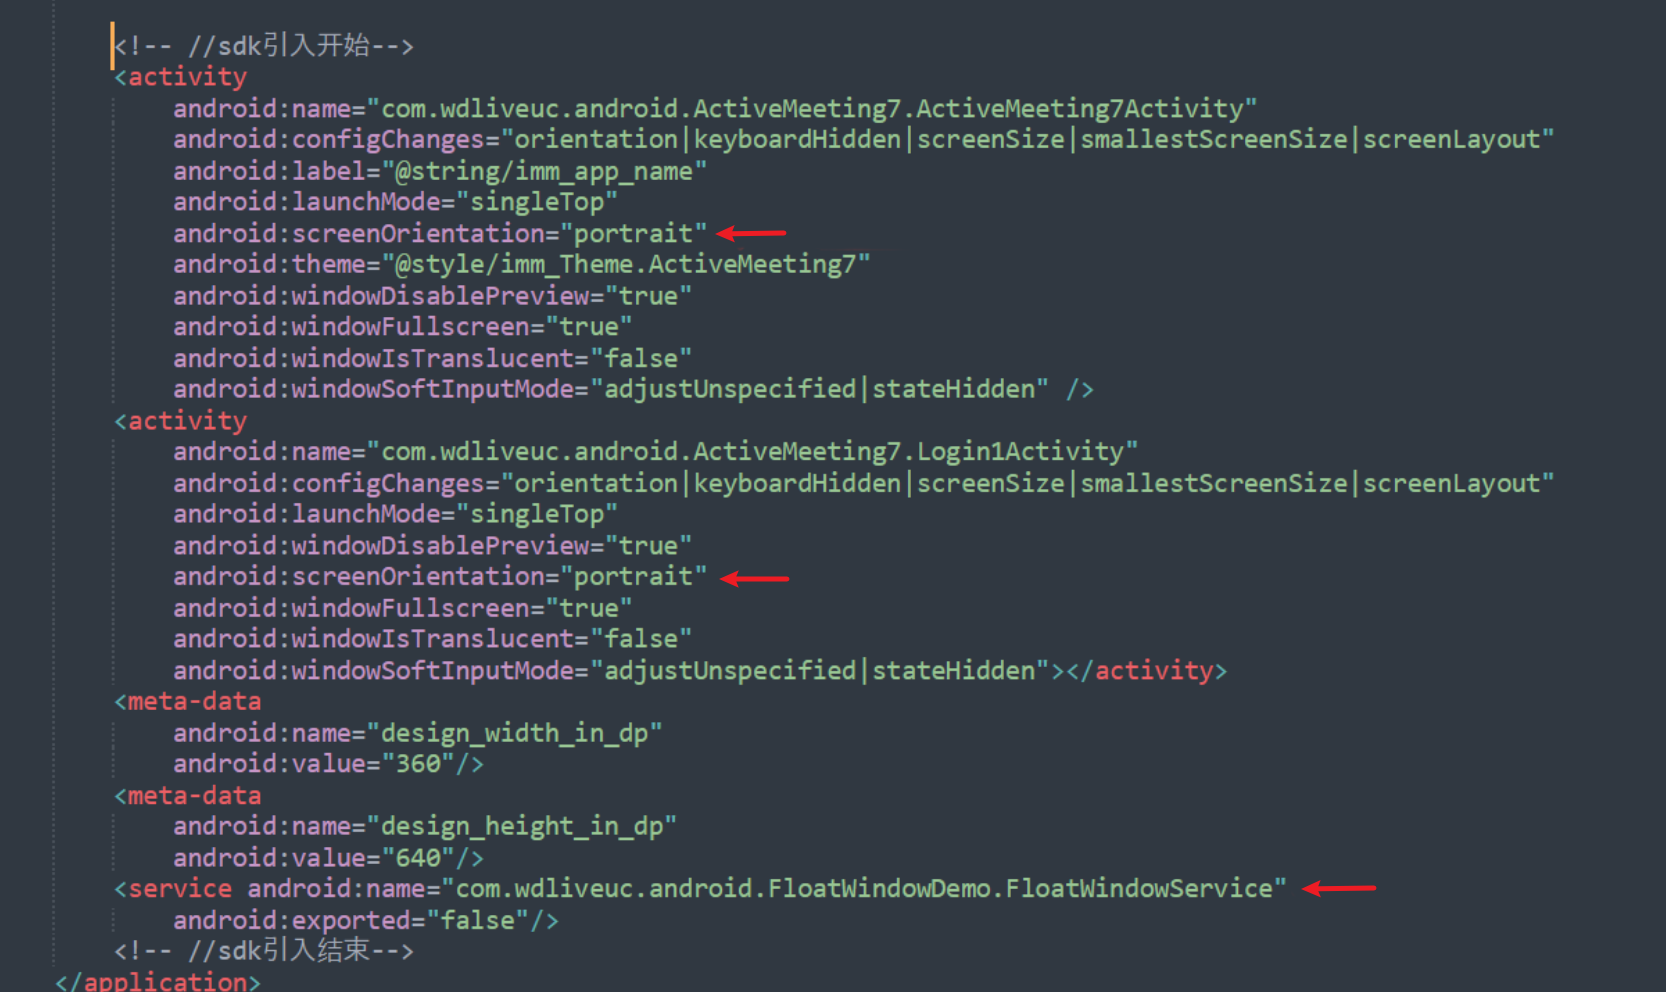 <!-- //sdk引入开始-->
<activity
android:name="com.wdliveuc.android.ActiveMeeting7.ActiveMeeting7Activity"
android:configChanges="orientation|keyboardHidden|screenSize|smallestScreenSize|screenLayout"
android:label="@string/imm_app_name"
android:launchMode="singleTop"
android:screenOrientation="portrait"
android:theme="@style/imm_Theme.ActiveMeeting7"
android:windowDisablePreview="true"
android:windowFullscreen="true"
android:windowIsTranslucent="false"
android:windowSoftInputMode="adjustUnspecified|stateHidden" />
<activity
android:name="com.wdliveuc.android.ActiveMeeting7.Login1Activity"
android:configChanges="orientation|keyboardHidden|screenSize|smallestScreenSize|screenLayout"
android:launchMode="singleTop"
android:windowDisablePreview="true"
android:screenOrientation="portrait"
android:windowFullscreen="true"
android:windowIsTranslucent="false"
android:windowSoftInputMode="adjustUnspecified|stateHidden"></activity>
<meta-data
android:name="design_width_in_dp"
android:value="360"/>
<meta-data
android:name="design_height_in_dp"
android:value="640"/>
<service android:name="com.wdliveuc.android.FloatWindowDemo.FloatWindowService"
android:exported="false"/>
<!-- //sdk引入结束-->
</application>